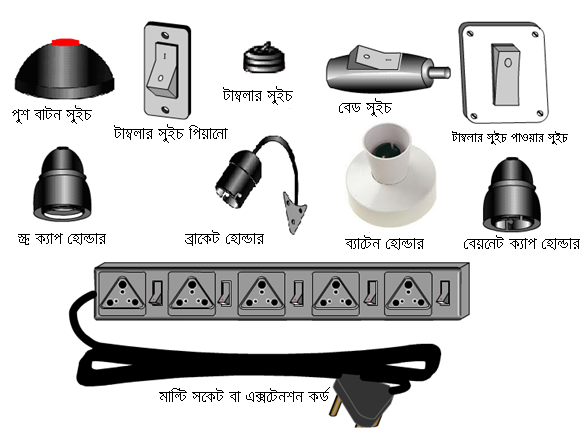 পুশ বাটন সুইচ
টাম্বলার সুইচ পিয়ানো
টাম্বলার সুইচ
বেড সুইচ
টাম্বলার সুইচ পাওয়ার সুইচ
স্ক্র ক্যাপ হোল্ডার
ব্রাকেট হোল্ডার
ব্যাটেন হোল্ডার
বেয়নেট ক্যাপ হোল্ডার
মাল্টি সকেট বা এক্সটেনশন কর্ড